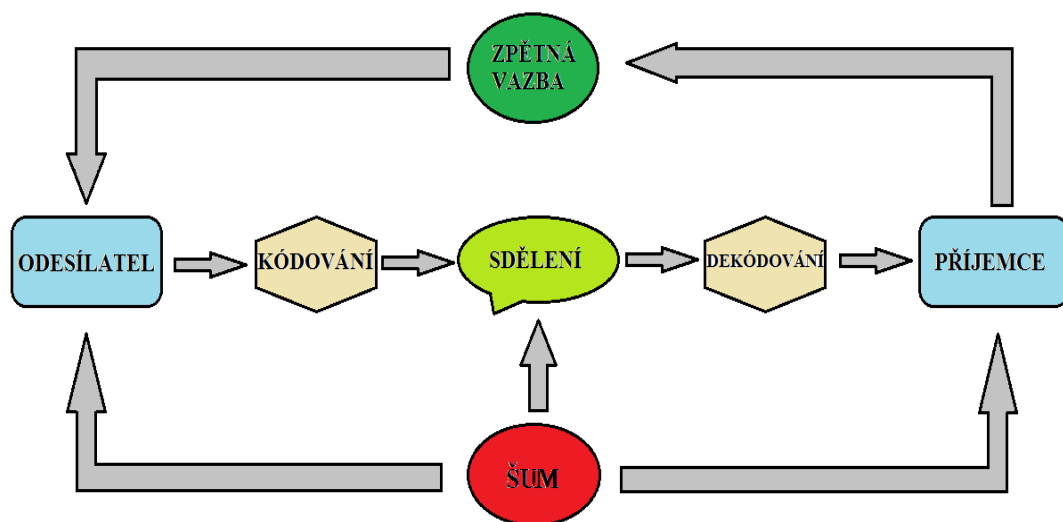 ZPĚTNÁ
VAZBA
ODESÍLATEL
KÓDOVÁNÍ
SDĚLENÍ
DEKÓDOVÁNÍ
PŘÍJEMCE
ŠUM